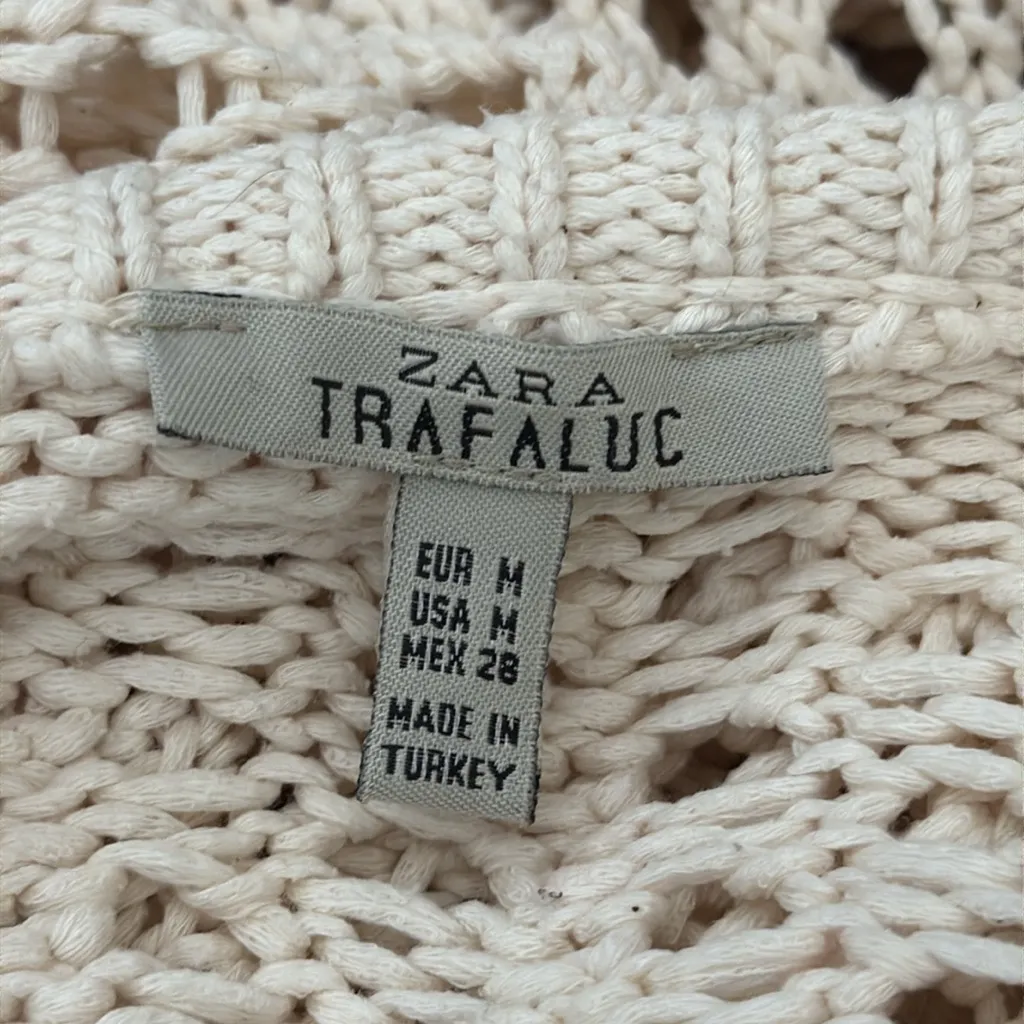 ZARA
TRAFALUC
EUR M
USA M
MEX 28
MADE IN
TURKEY